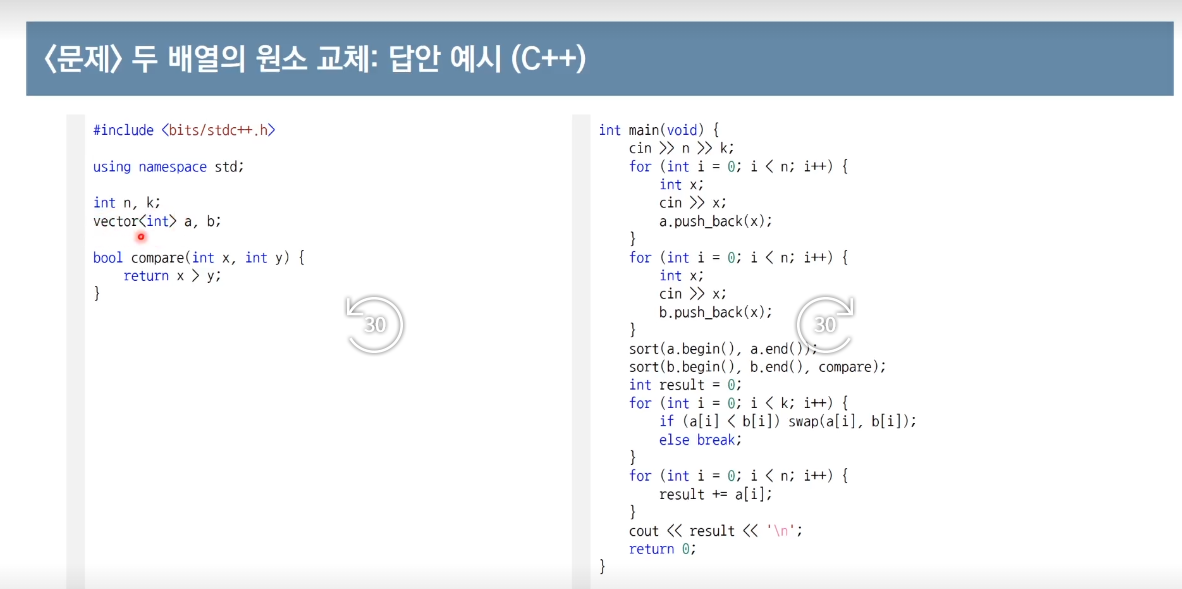 〈문제〉 두 배열의 원소 교체: 답안 예시 (C++)
#include <bits/stdc++.h>
using namespace std;
int n, k;
vector<int> a, b;
bool compare(int x, int y) {
return x > y;
}
int main(void) {
cin >> n >> k;
for (int i = 0; i < n; i++) {
int x;
cin >> x;
a.push_back(x);
}
for (int i = 0; i < n; i++) {
int x;
cin >> x;
b.push_back(x);
}
sort(a.begin(), a.end());
sort(b.begin(), b.end(), compare);
int result = 0;
for (int i = 0; i < k; i++) {
if (a[i] < b[i]) swap(a[i], b[i]);
else break;
}
for (int i = 0; i < n; i++) {
result += a[i];
}
cout << result << '\n';
return 0;
}
30
30